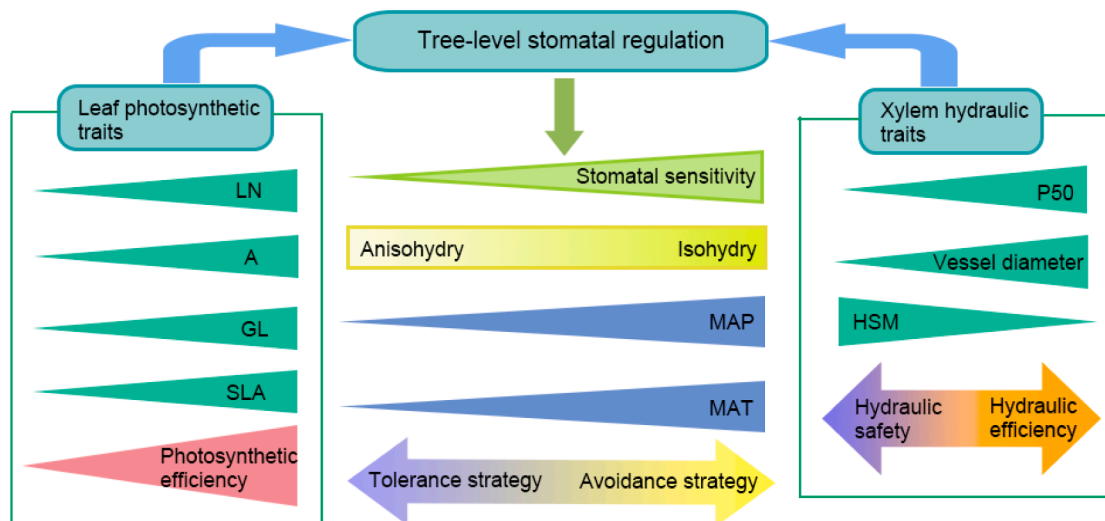 Tree-level stomatal regulation
Leaf photosynthetic
traits
LN
A
GL
SLA
Photosynthetic
efficiency
Stomatal sensitivity
Anisohydry
Isohydry
MAP
MAT
Tolerance strategy
Avoidance strategy
Xylem hydraulic
traits
P50
Vessel diameter
HSM
Hydraulic
safety
Hydraulic
efficiency